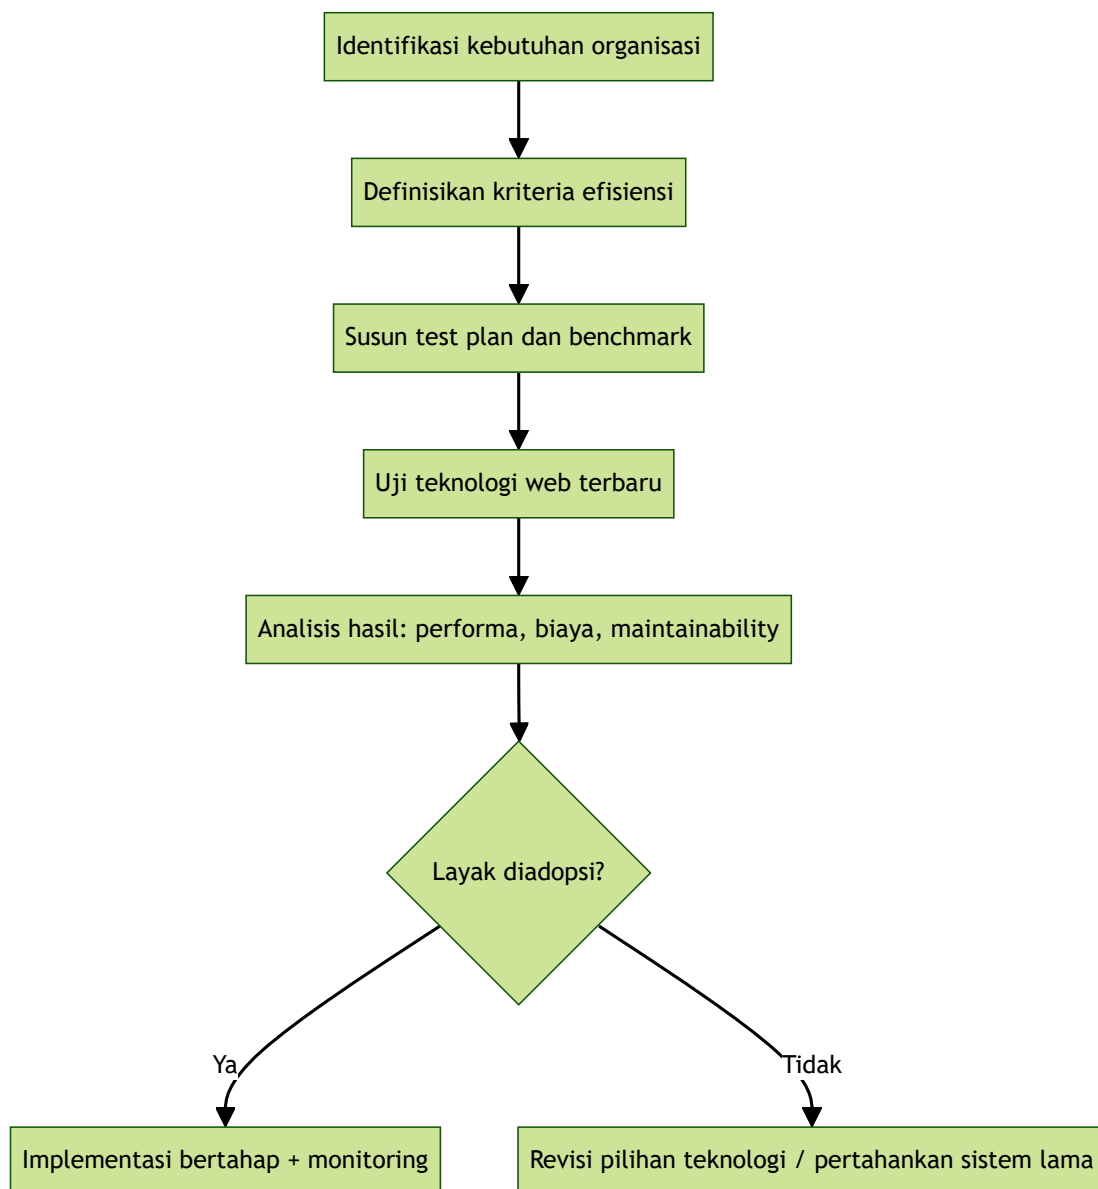 Identifikasi kebutuhan organisasi
Definisikan kriteria efisiensi
Susun test plan dan benchmark
Uji teknologi web terbaru
Analisis hasil: performa, biaya, maintainability
Layak diadopsi?
Ya
Tidak
Implementasi bertahap + monitoring
Revisi pilihan teknologi / pertahankan sistem lama